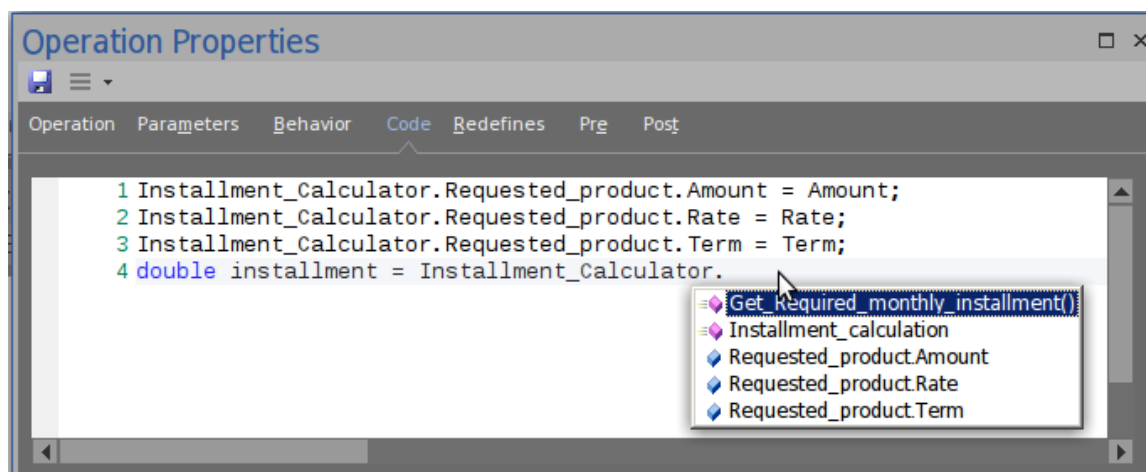 Operation Properties
Operation Parameters Behavior Code Redefines Pre Post
1 Installment_Calculator.Requested_product.Amount = Amount;
2 Installment_Calculator.Requested_product.Rate = Rate;
3 Installment_Calculator.Requested_product.Term = Term;
4 double installment = Installment_Calculator.
Get_Required_monthly_installment()
Installment_calculation
Requested_product.Amount
Requested_product.Rate
Requested_product.Term